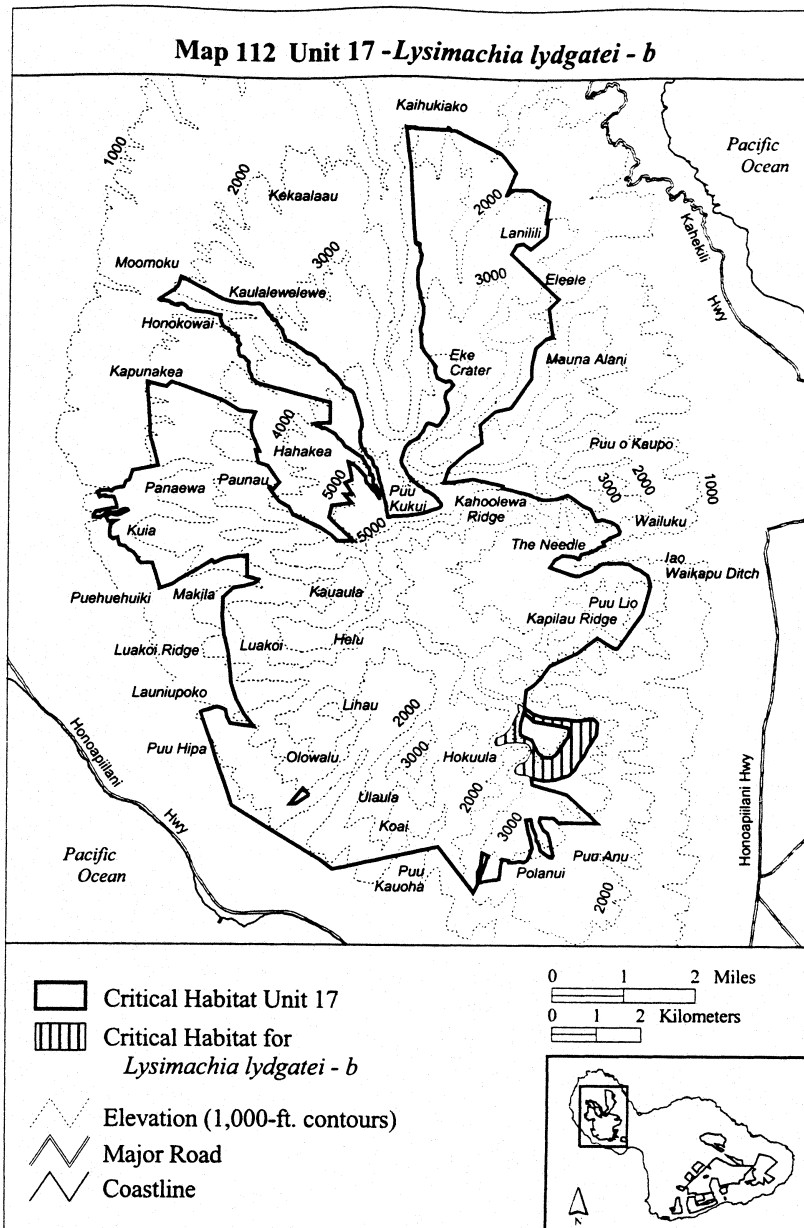 Map 112 Unit 17 - Lysimachia lydgatei - b
Kaihukiako
Pacific
Ocean
1000
2000
Kekaalaau
2000
Lanilili
Kahekili
Hwy
3000
Moomoku
3000
Eleele
Kaulalewelewe
Honokowai
Eke
Crater
Mauna Alani
Kapunakea
4000
Hahakea
Puu o Kaupo
3000
2000
1000
Panaewa
Paunau
5000
Puu
Kukui
Kahoolewa
Ridge
Wailuku
Kuia
5000
The Needle
Iao
Waikapu Ditch
Puehuehuiki
Makila
Kauaula
Puu Lio
Kapilau Ridge
Luakoi Ridge
Luakoi
Helu
Launiupoko
Lihau
2000
Honoapiilani
Hwy
Puu Hipa
Olowalu
3000
Hokuula
Honoapiilani Hwy
Ulaula
2000
Koai
3000
Pacific
Ocean
Puu
Kauoha
Polanui
Puu Anu
2000
Critical Habitat Unit 17
Critical Habitat for
Lysimachia lydgatei - b
Elevation (1,000-ft. contours)
Major Road
Coastline
0 1 2 Miles
0 1 2 Kilometers
N